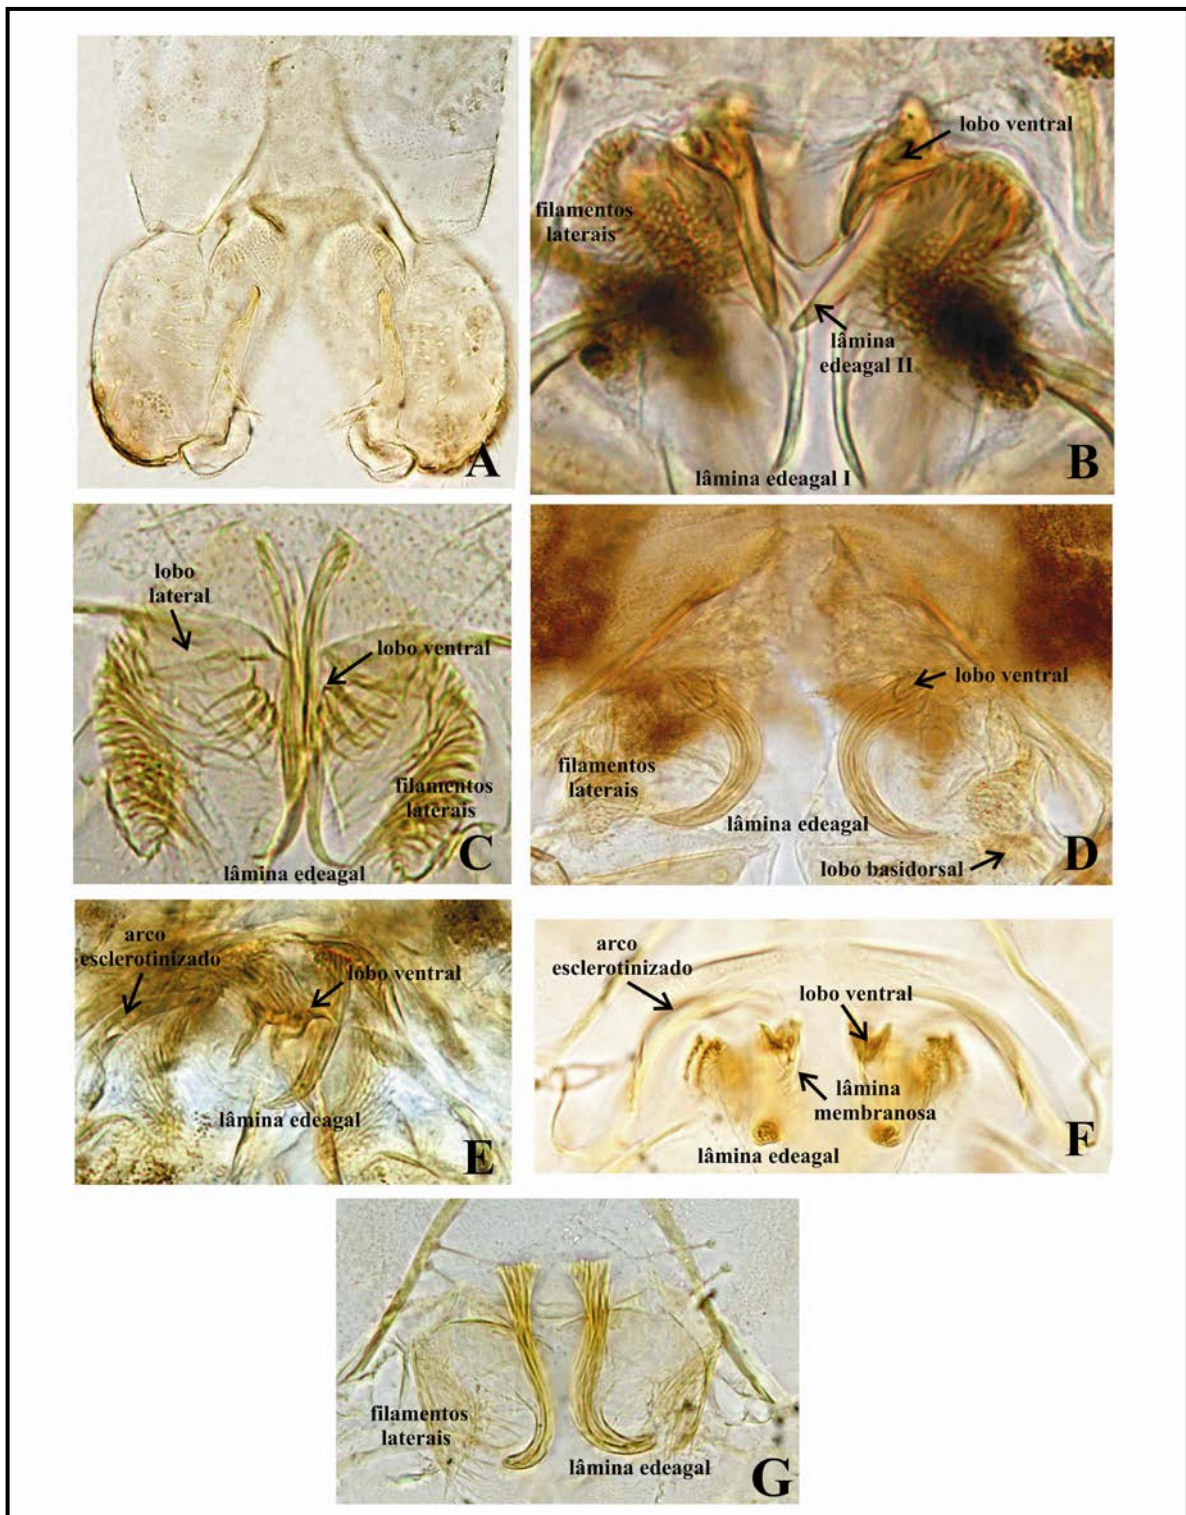 A
lobo ventral
filamentos
laterais
lâmina
edeagal II
lâmina edeagal I
B
lobo
lateral
lobo ventral
filamentos
laterais
lâmina edeagal
C
lobo ventral
filamentos
laterais
lâmina edeagal
lobo basidorsal
D
arco
esclerotinizado
lobo ventral
lâmina edeagal
E
arco
esclerotinizado
lobo ventral
lâmina
membranosa
lâmina edeagal
F
filamentos
laterais
lâmina edeagal
G